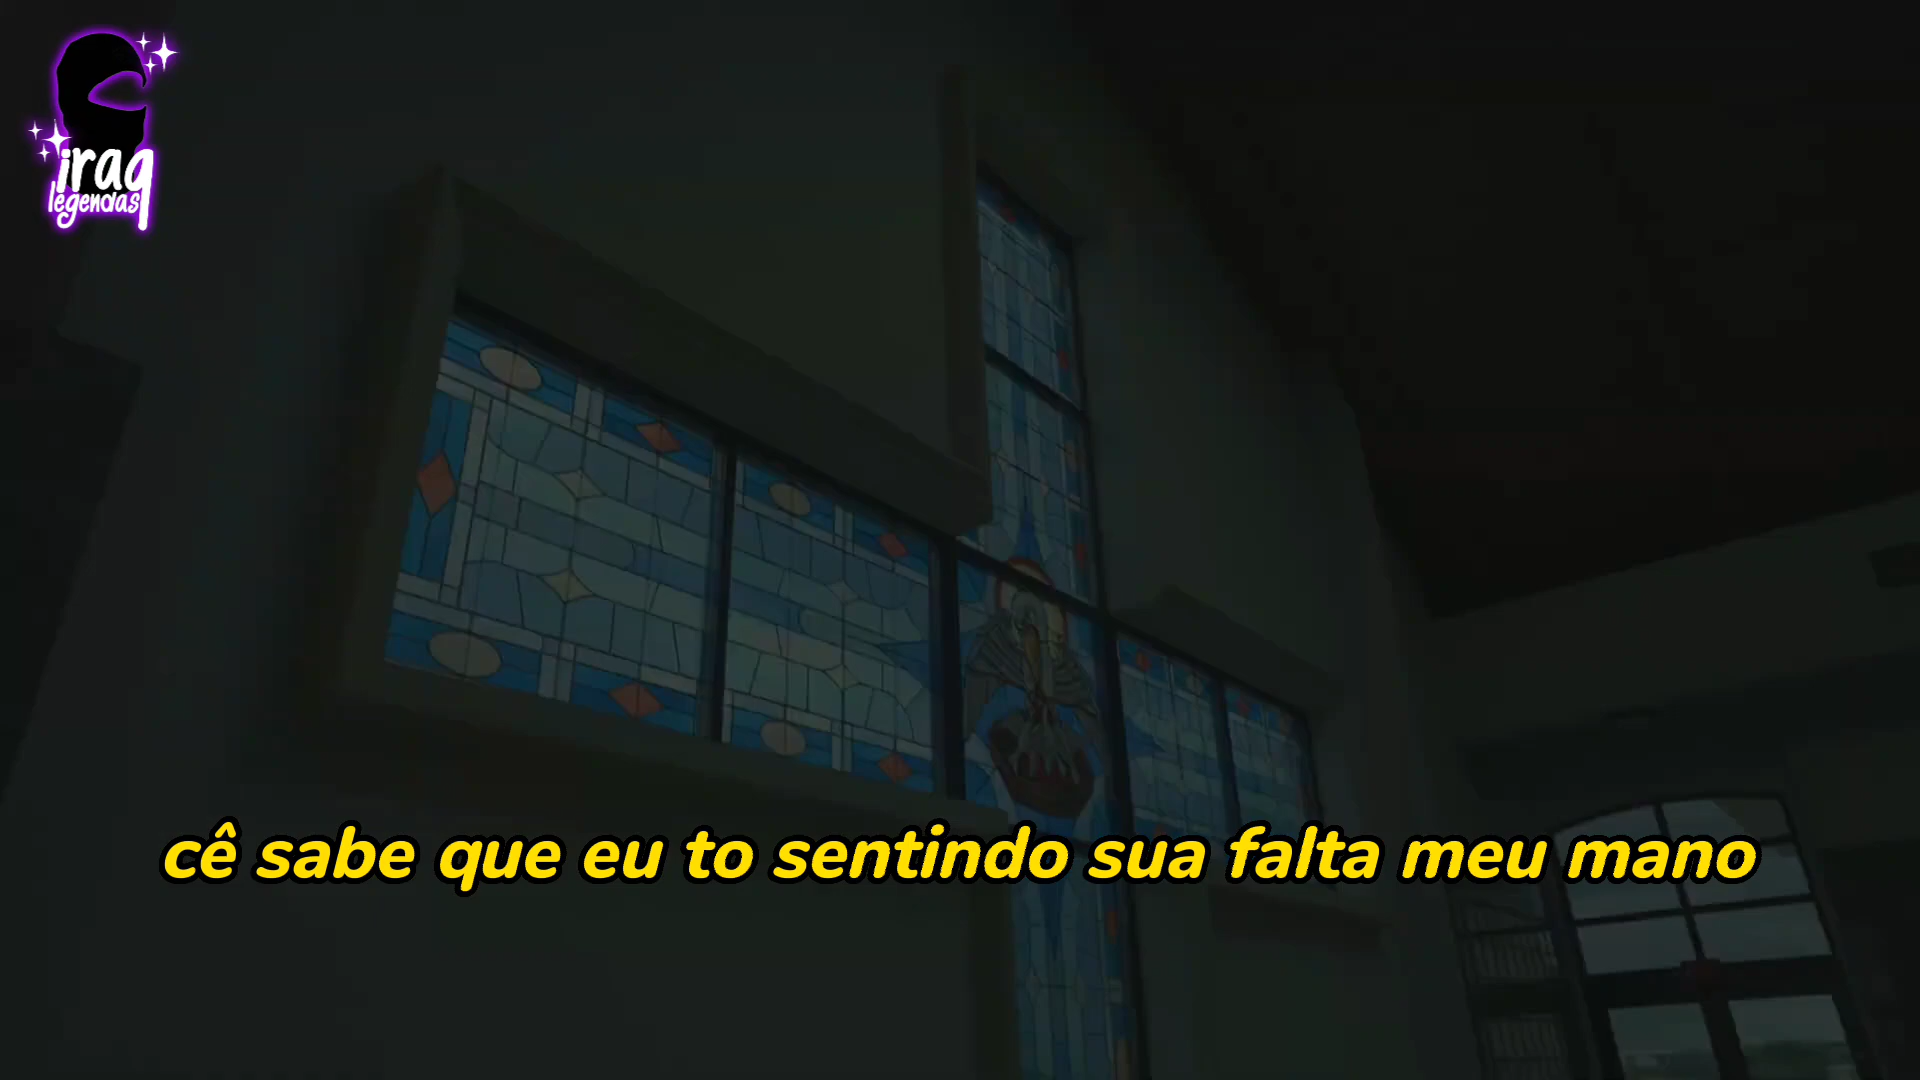 iraq
legendas
cê sabe que eu to sentindo sua falta meu mano